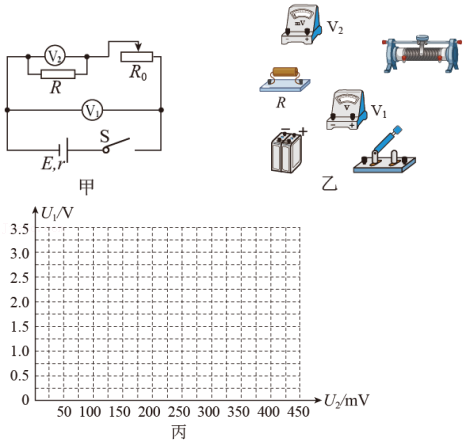 V₂
R
R₀
V₁
S
E,r
甲
mV
V₂
R
V
V₁
− +
− +
乙
U₁/V
3.5
3.0
2.5
2.0
1.5
1.0
0.5
0
50 100 150 200 250 300 350 400 450 U₂/mV
丙